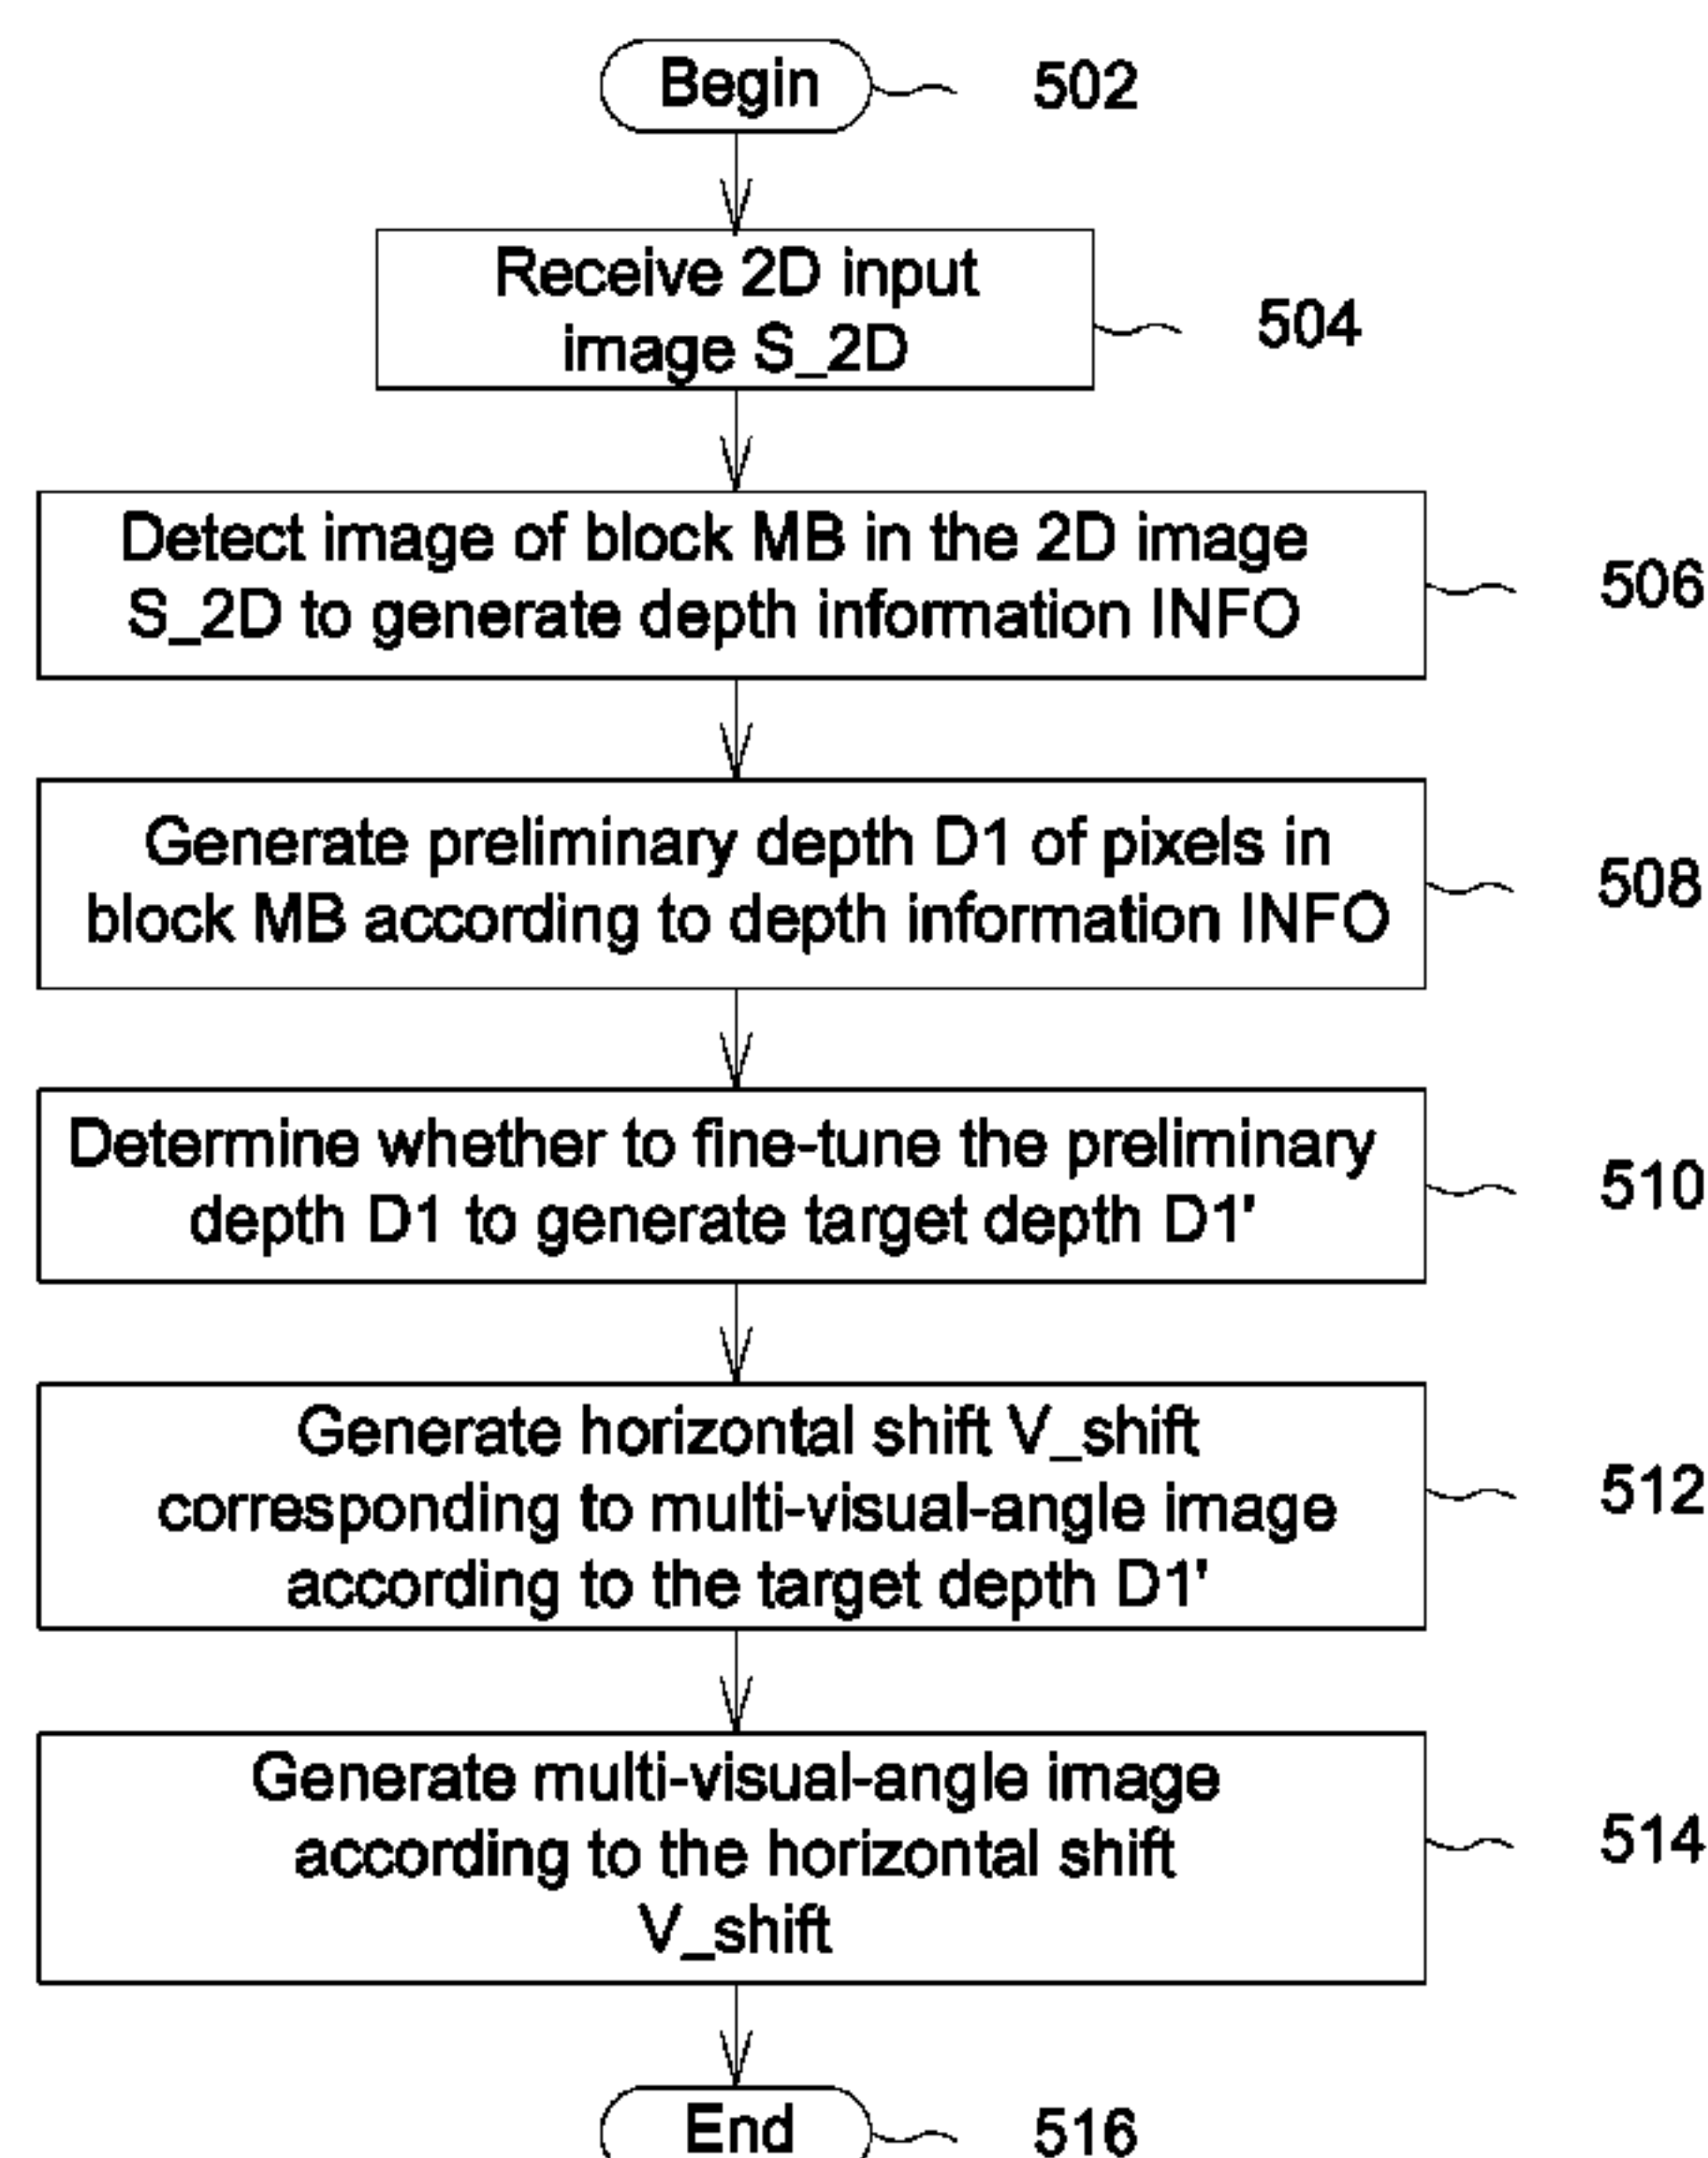 Begin
502
Receive 2D input
image S_2D
504
Detect image of block MB in the 2D image
S_2D to generate depth information INFO
506
Generate preliminary depth D1 of pixels in
block MB according to depth information INFO
508
Determine whether to fine-tune the preliminary
depth D1 to generate target depth D1'
510
Generate horizontal shift V_shift
corresponding to multi-visual-angle image
according to the target depth D1'
512
Generate multi-visual-angle image
according to the horizontal shift
V_shift
514
End
516